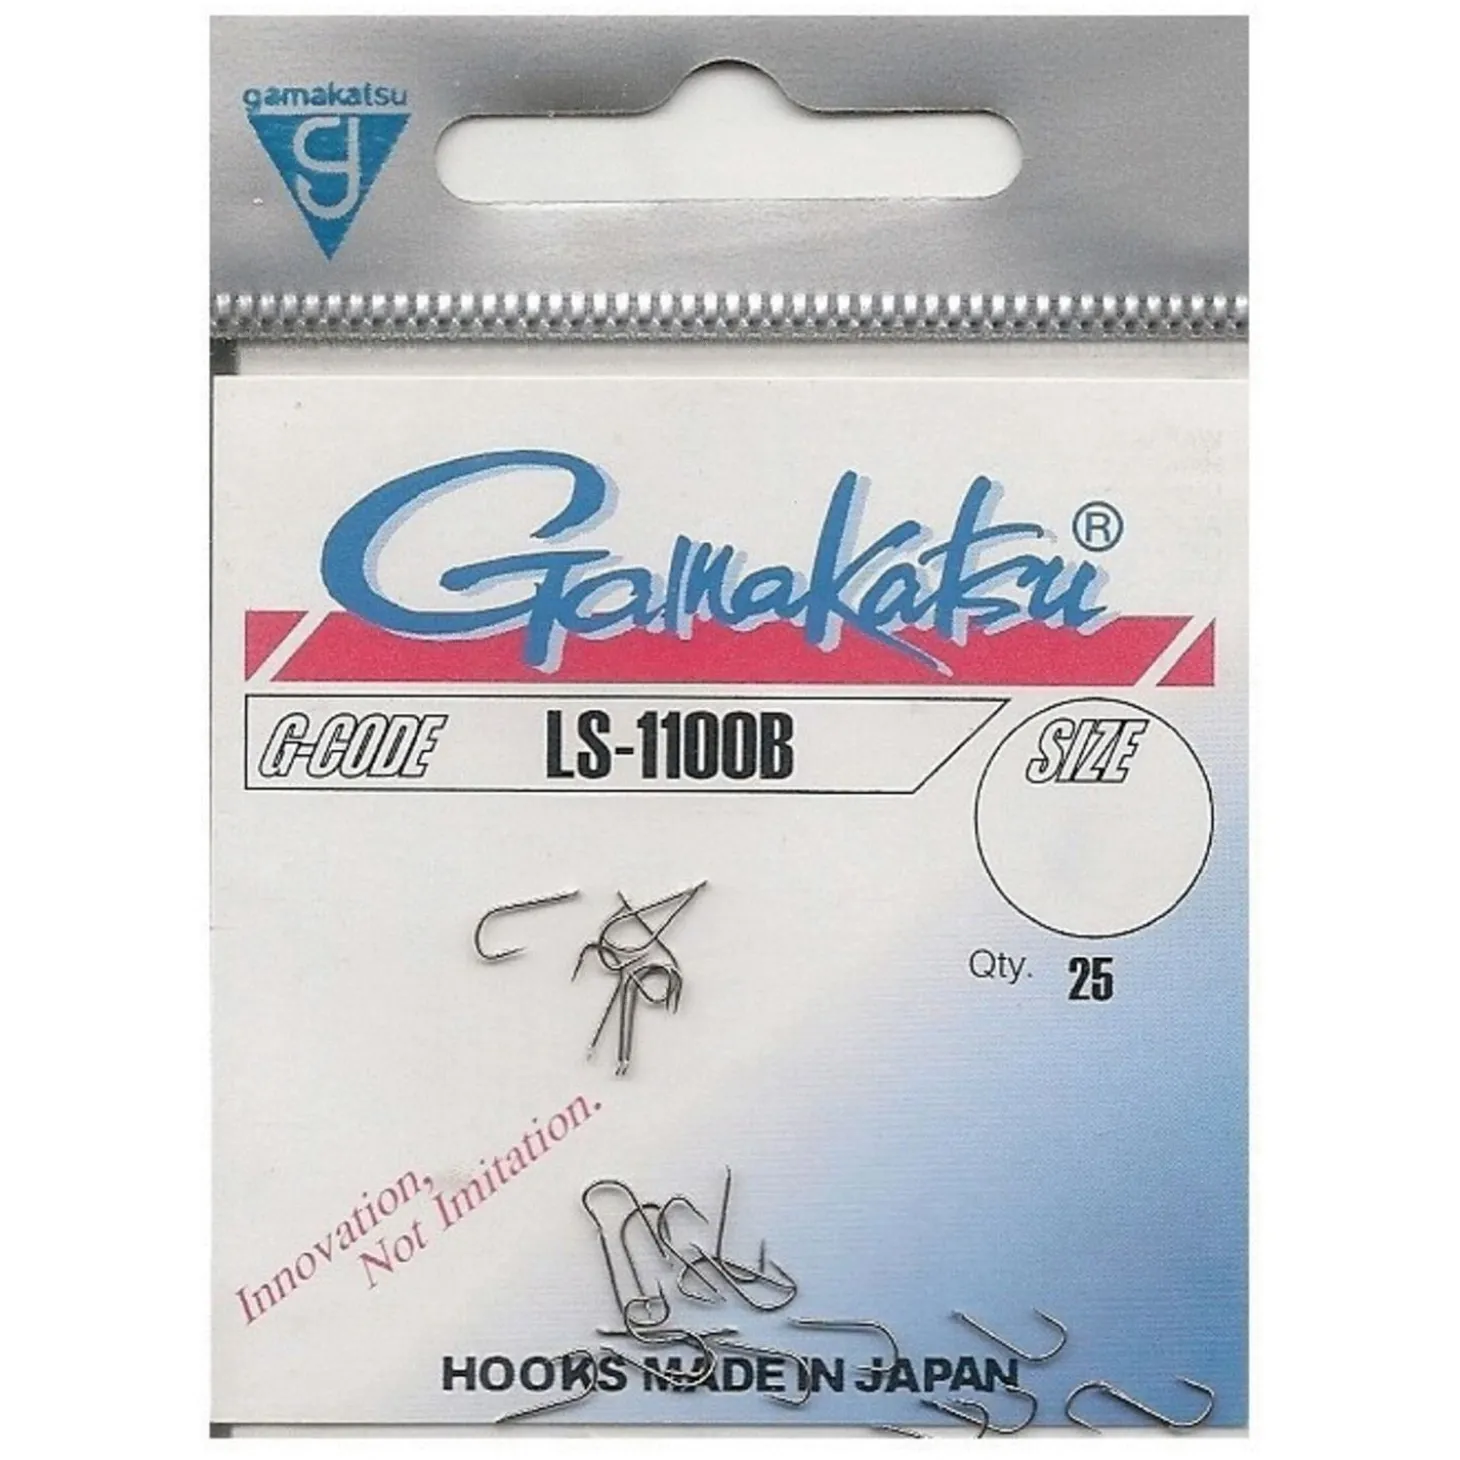 gamakatsu
g
Gamakatsu®
G-CODE LS-1100B SIZE
Qty. 25
Innovation,
Not Imitation.
HOOKS MADE IN JAPAN